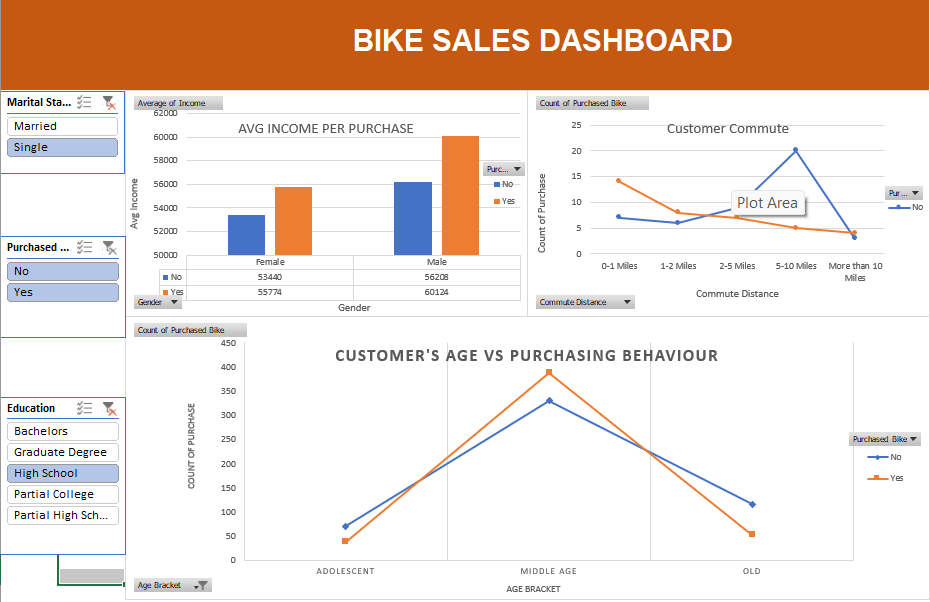 BIKE SALES DASHBOARD
Marital Sta...
Married
Single
Purchased ...
No
Yes
Education
Bachelors
Graduate Degree
High School
Partial College
Partial High Sch...
Average of Income
AVG INCOME PER PURCHASE
62000
60000
58000
56000
54000
52000
50000
Avg Income
Female
Male
No
53440
56208
Yes
55774
60124
Gender
Gender
Purc...
No
Yes
Count of Purchased Bike
Customer Commute
25
20
15
10
5
0
Count of Purchase
Plot Area
0-1 Miles
1-2 Miles
2-5 Miles
5-10 Miles
More than 10
Miles
Commute Distance
Commute Distance
Pur...
No
Count of Purchased Bike
CUSTOMER'S AGE VS PURCHASING BEHAVIOUR
450
400
350
300
250
200
150
100
50
0
COUNT OF PURCHASE
ADOLESCENT
MIDDLE AGE
OLD
Age Bracket
AGE BRACKET
Purchased Bike
No
Yes